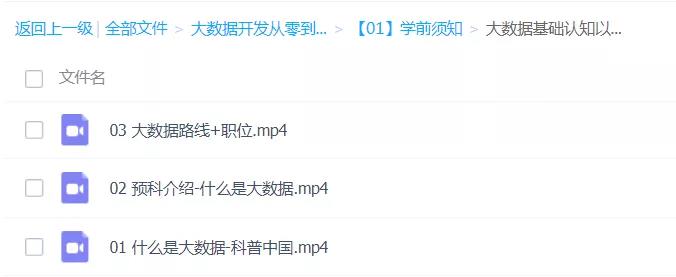 返回上一级 | 全部文件 > 大数据开发从零到... > 【01】学前须知 > 大数据基础认知以...
文件名
03 大数据路线+职位.mp4
02 预科介绍-什么是大数据.mp4
01 什么是大数据-科普中国.mp4